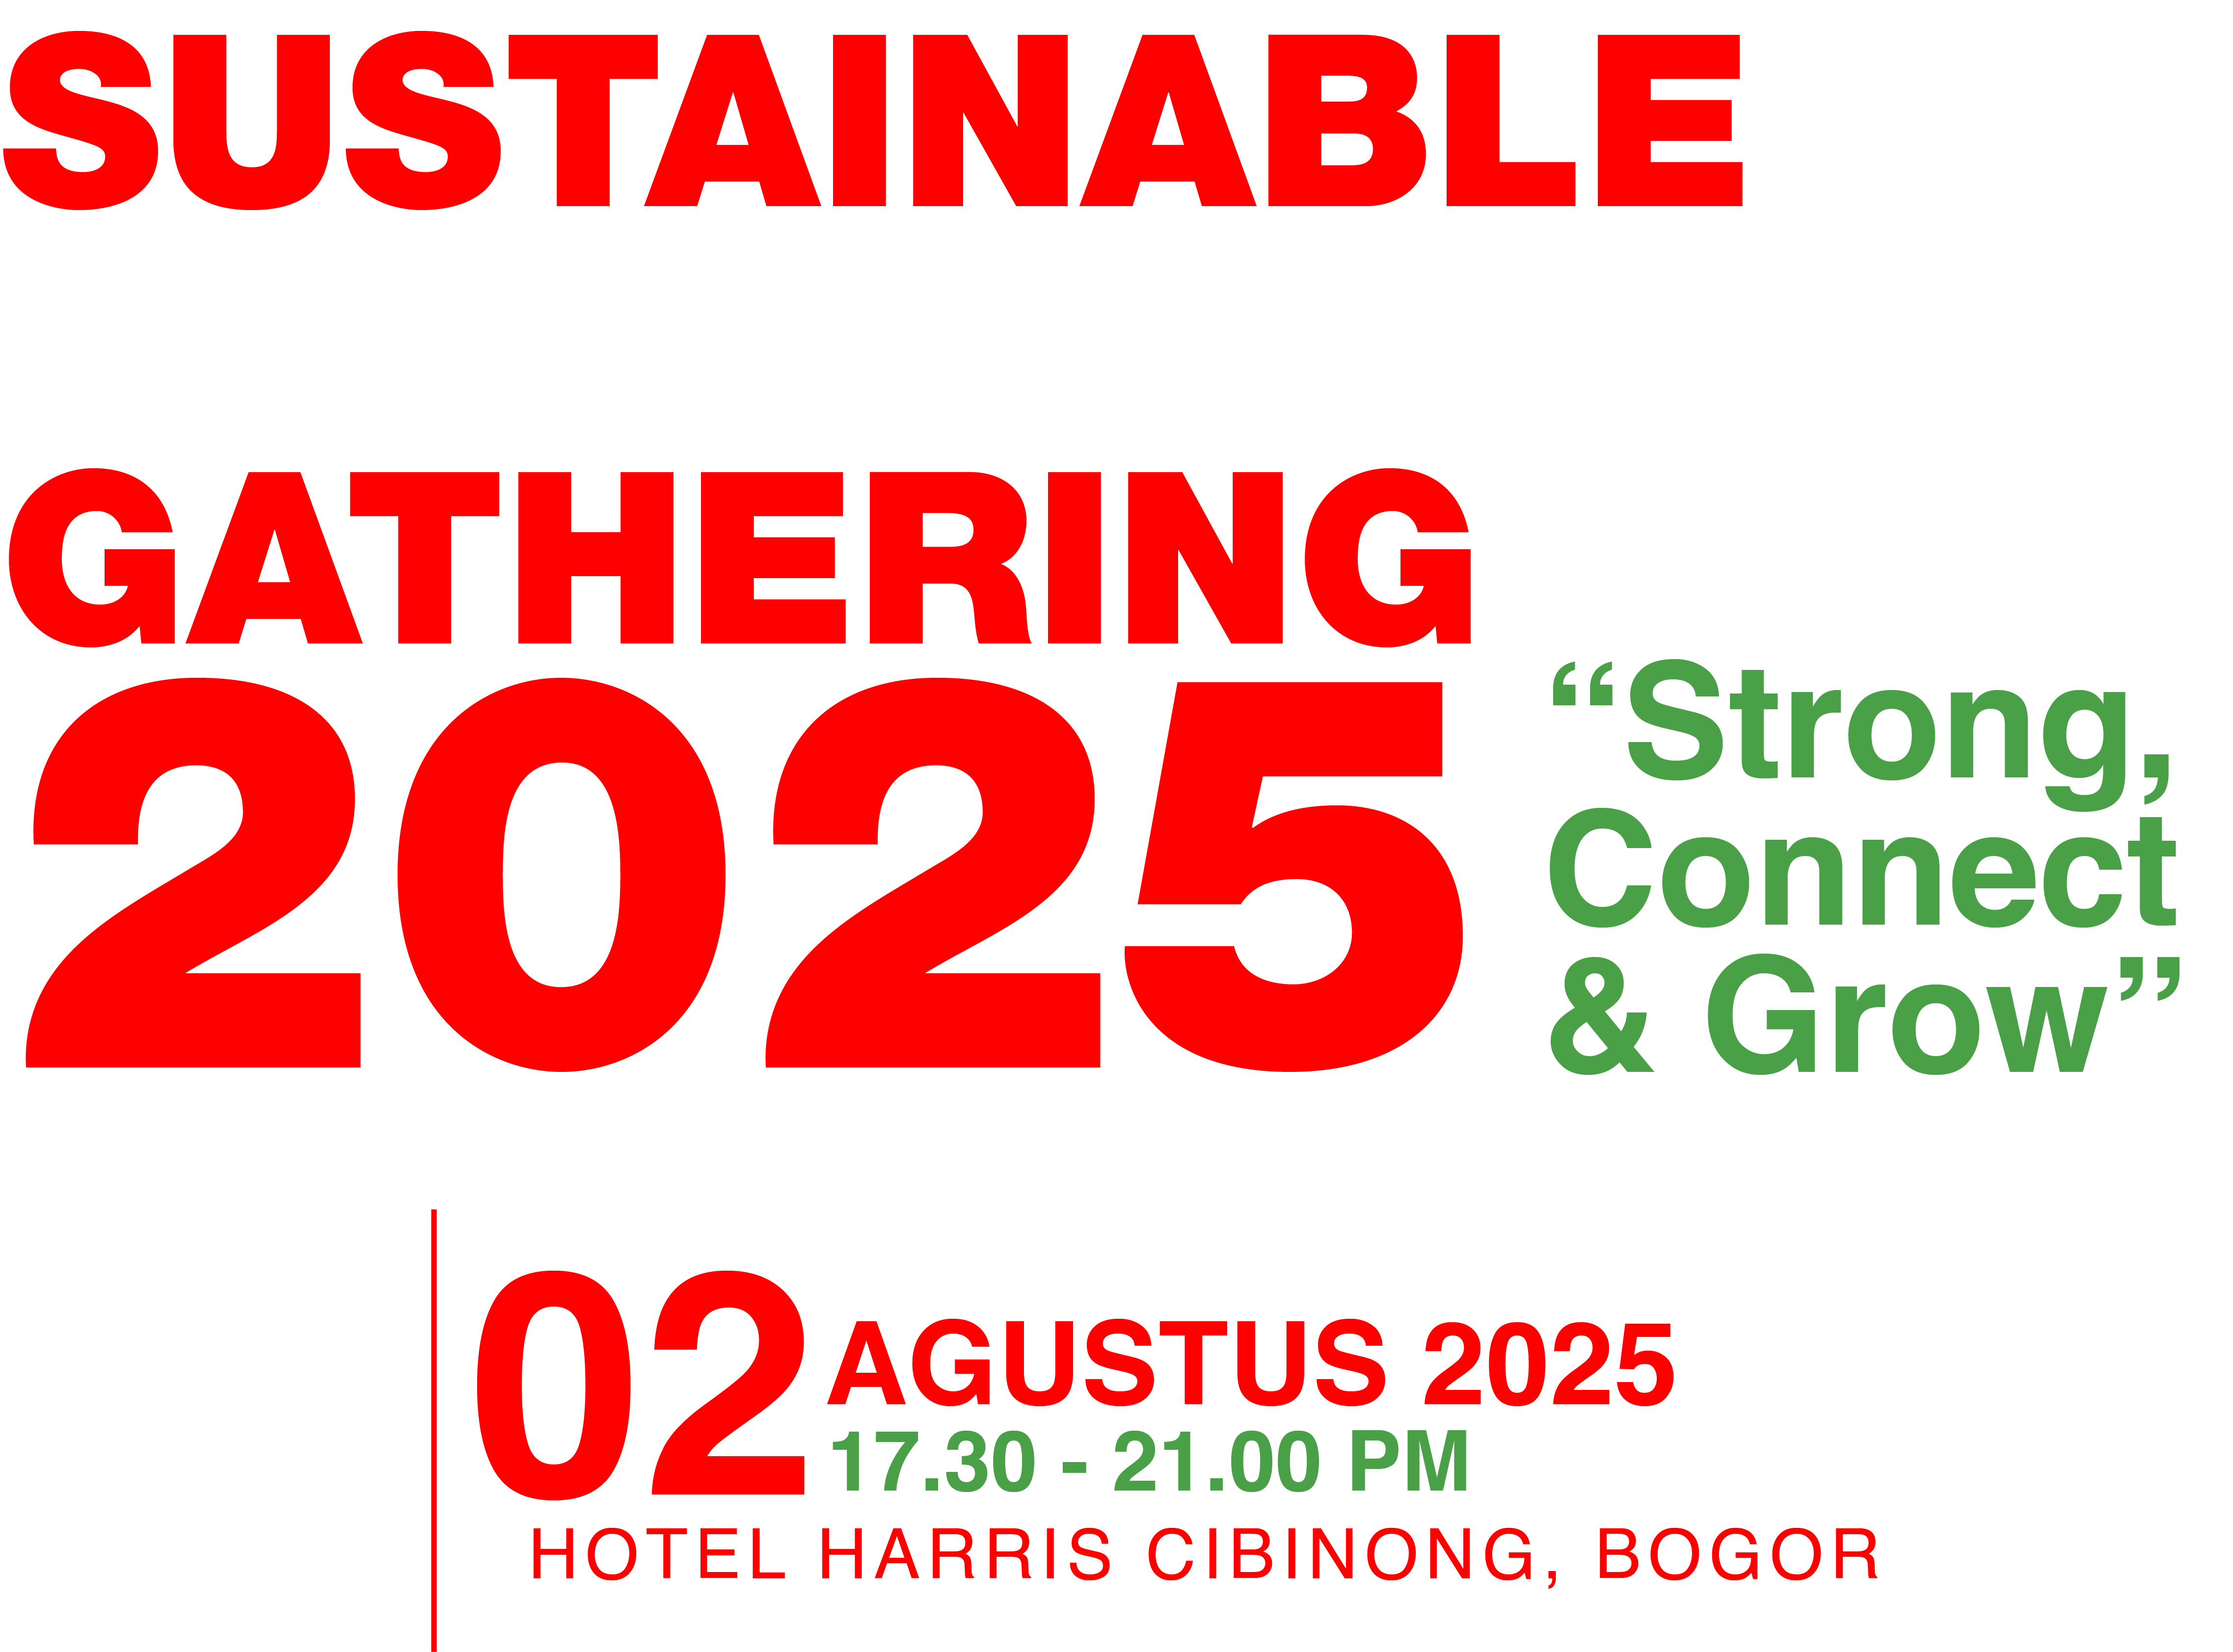 SUSTAINABLE
GATHERING
2025
“Strong,
Connect
& Grow”
02 AGUSTUS 2025
17.30 - 21.00 PM
HOTEL HARRIS CIBINONG, BOGOR